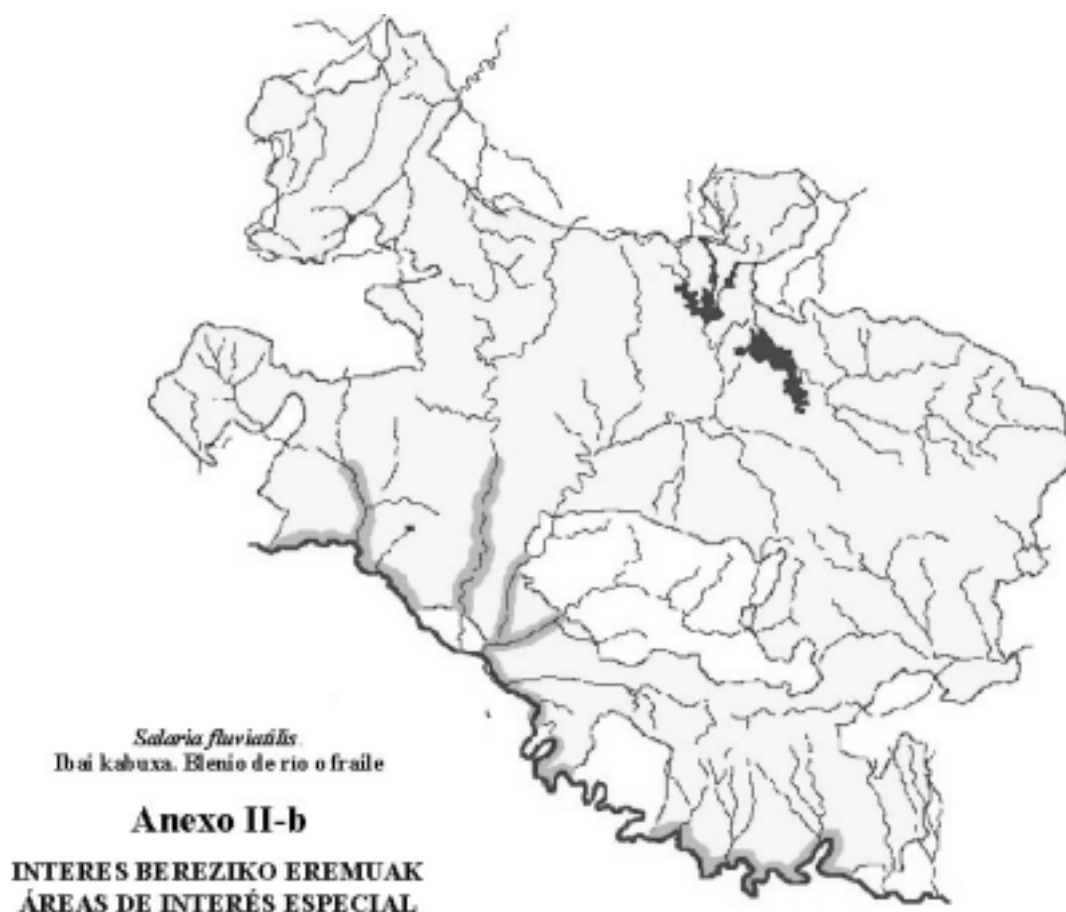 Salaria fluviatilis
Ibai kabuxa. Blenio de río o fraile
Anexo II-b
INTERES BEREZIKO EREMUAK
ÁREAS DE INTERÉS ESPECIAL